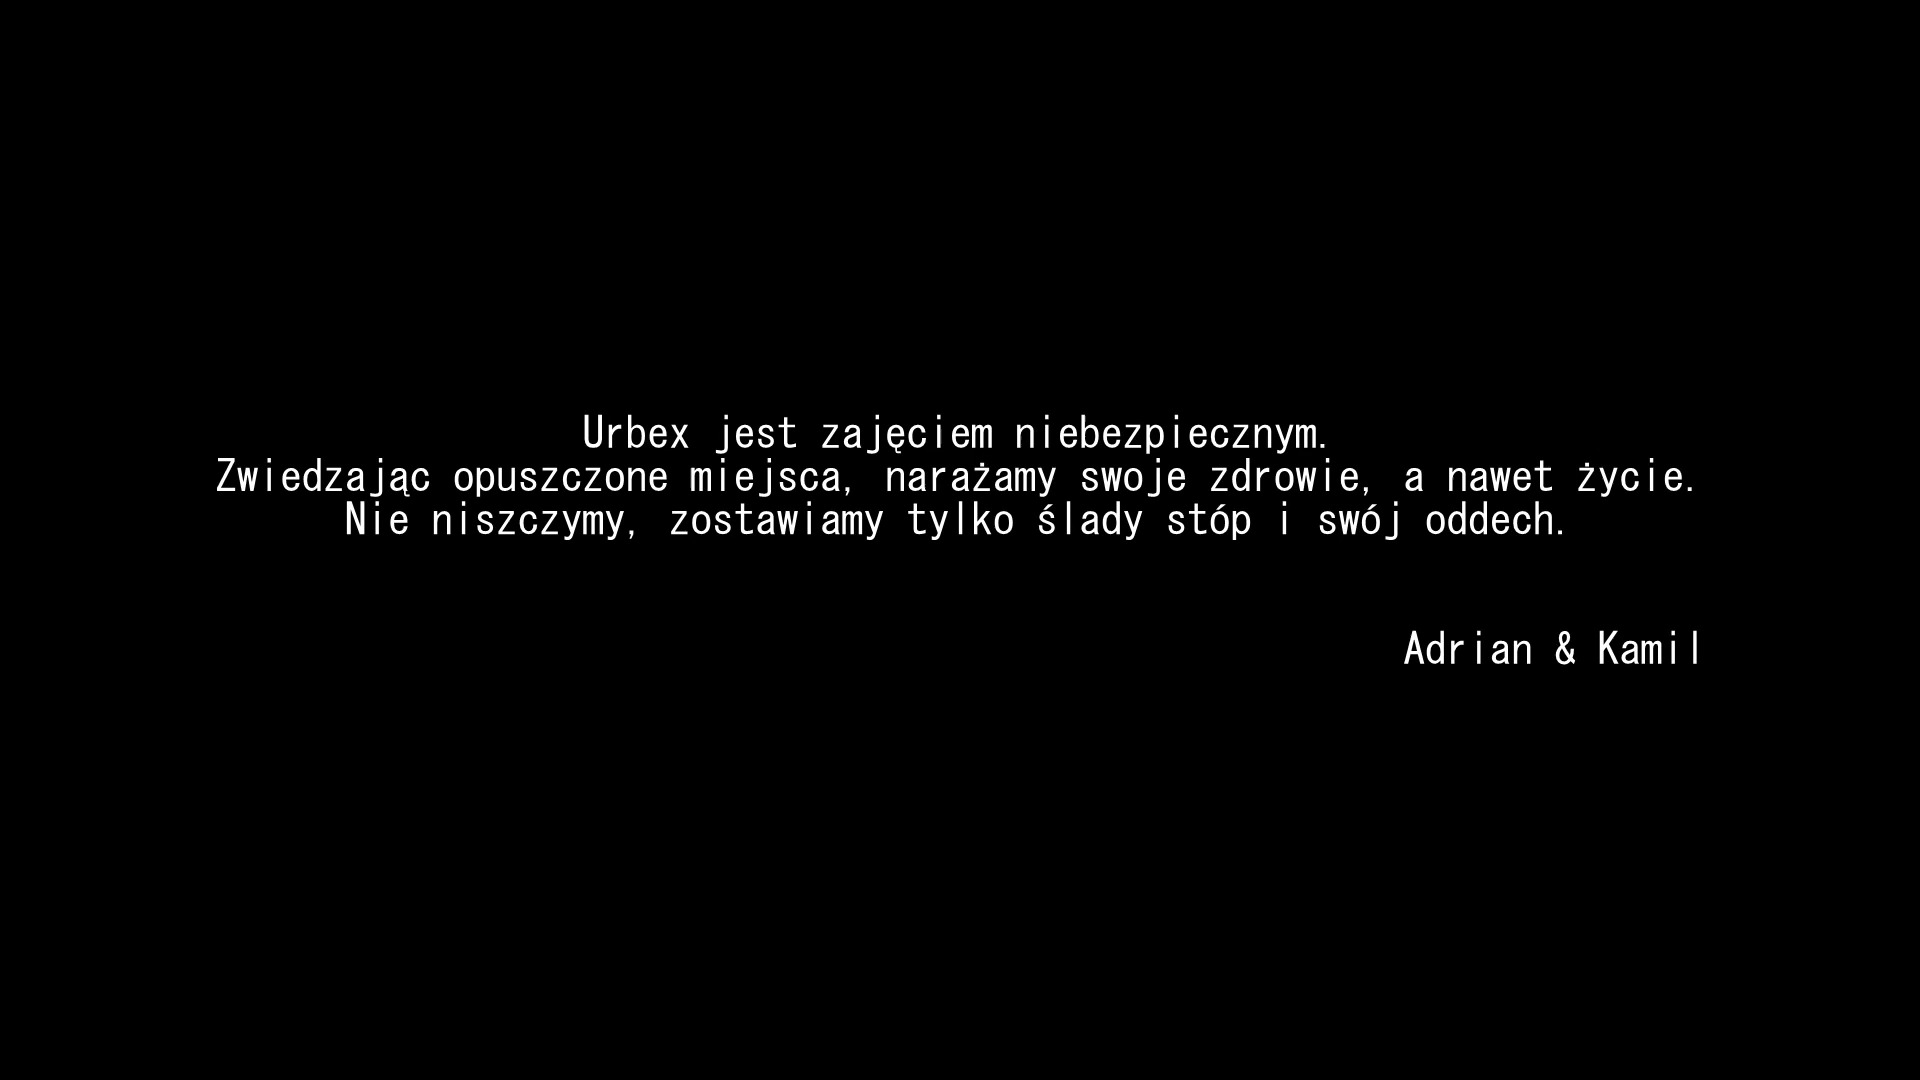 Urbex jest zajęciem niebezpiecznym.
Zwiedzając opuszczone miejsca, narażamy swoje zdrowie, a nawet życie.
Nie niszczymy, zostawiamy tylko ślady stóp i swój oddech.
Adrian & Kamil